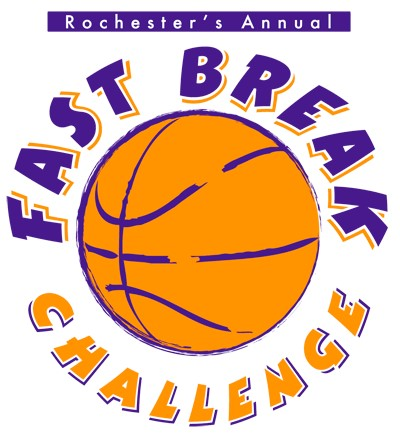 Rochester's Annual
FAST BREAK
CHALLENGE